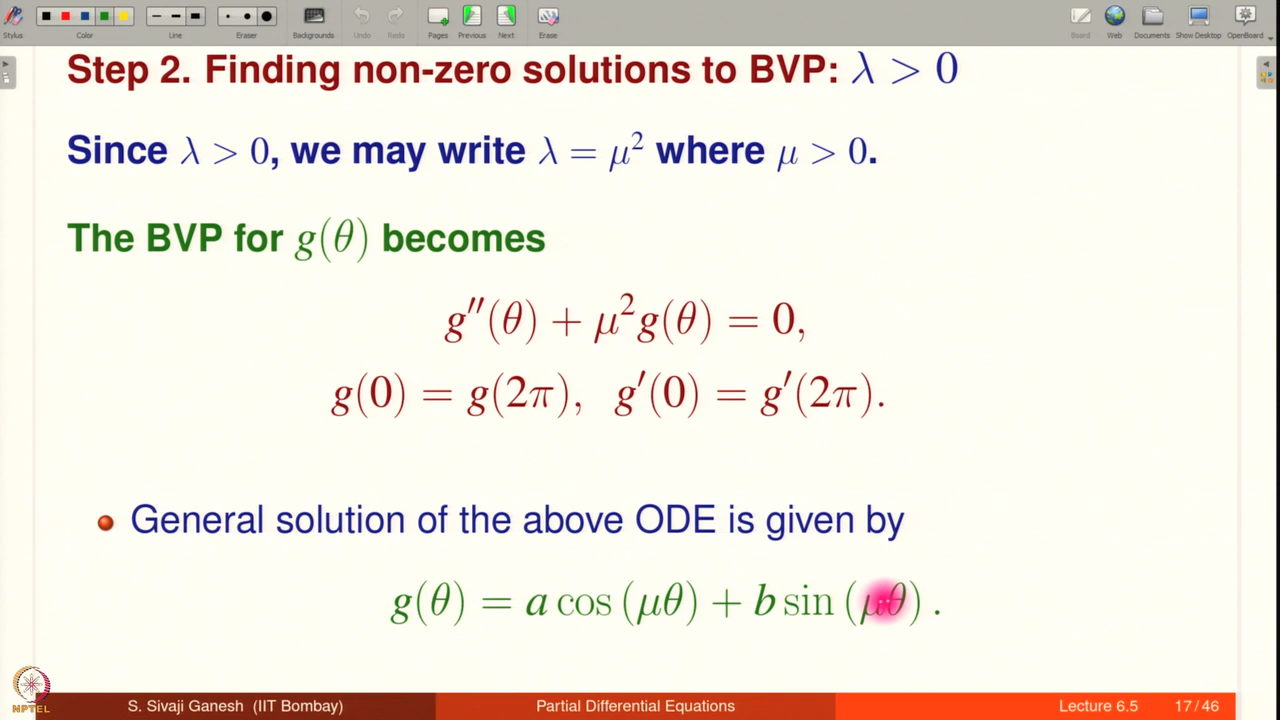 Stylus Color Line Eraser Backgrounds Undo Redo Pages Previous Next Erase Board Web Documents Show Desktop OpenBoard
Step 2. Finding non-zero solutions to BVP: λ > 0
Since λ > 0, we may write λ = μ² where μ > 0.
The BVP for g(θ) becomes
g″(θ) + μ²g(θ) = 0,
g(0) = g(2π), g′(0) = g′(2π).
General solution of the above ODE is given by
g(θ) = a cos (μθ) + b sin (μθ) .
NPTEL
S. Sivaji Ganesh (IIT Bombay) Partial Differential Equations Lecture 6.5 17 / 46